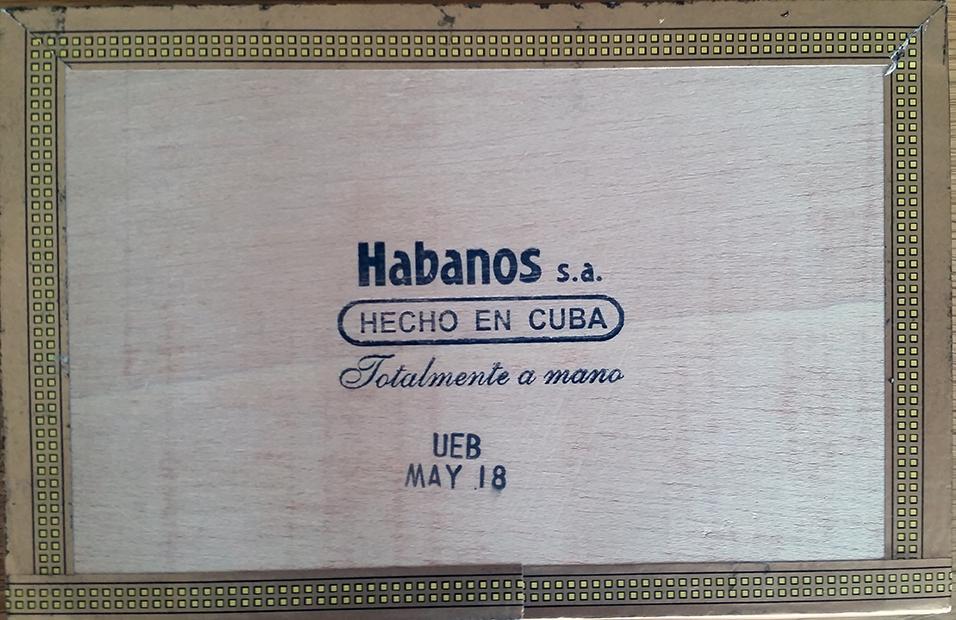 Habanos s.a.
HECHO EN CUBA
Totalmente a mano
UEB
MAY 18